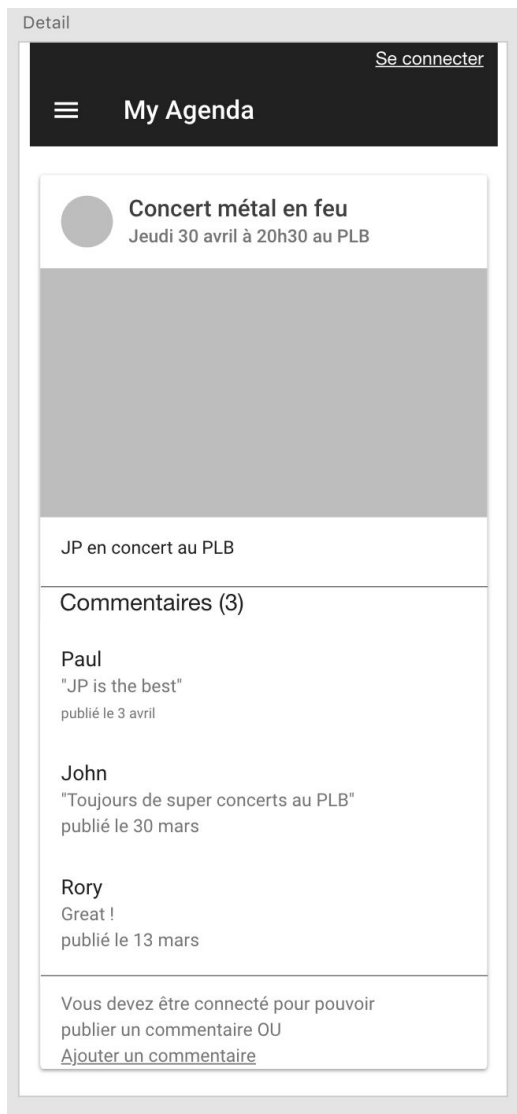 Detail
Se connecter
My Agenda
Concert métal en feu
Jeudi 30 avril à 20h30 au PLB
JP en concert au PLB
Commentaires (3)
Paul
"JP is the best"
publié le 3 avril
John
"Toujours de super concerts au PLB"
publié le 30 mars
Rory
Great !
publié le 13 mars
Vous devez être connecté pour pouvoir
publier un commentaire OU
Ajouter un commentaire